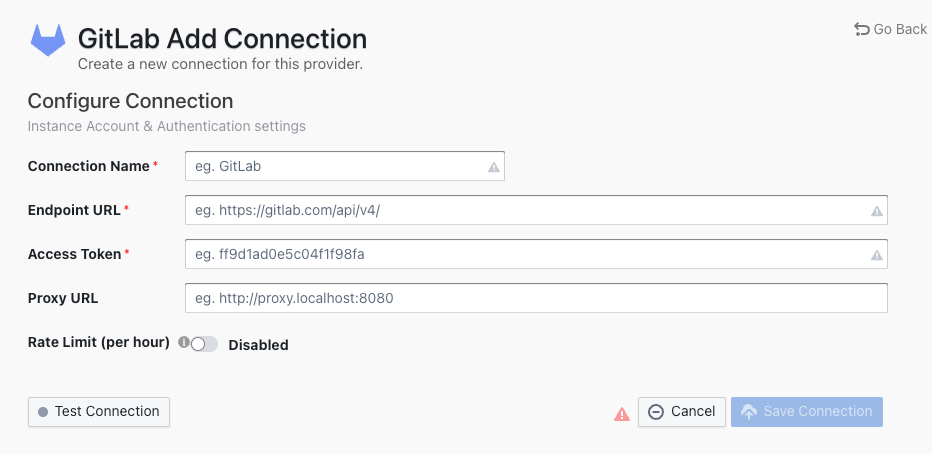 GitLab Add Connection
Go Back
Create a new connection for this provider.
Configure Connection
Instance Account & Authentication settings
Connection Name * eg. GitLab
Endpoint URL * eg. https://gitlab.com/api/v4/
Access Token * eg. ff9d1ad0e5c04f1f98fa
Proxy URL eg. http://proxy.localhost:8080
Rate Limit (per hour) Disabled
Test Connection Cancel Save Connection